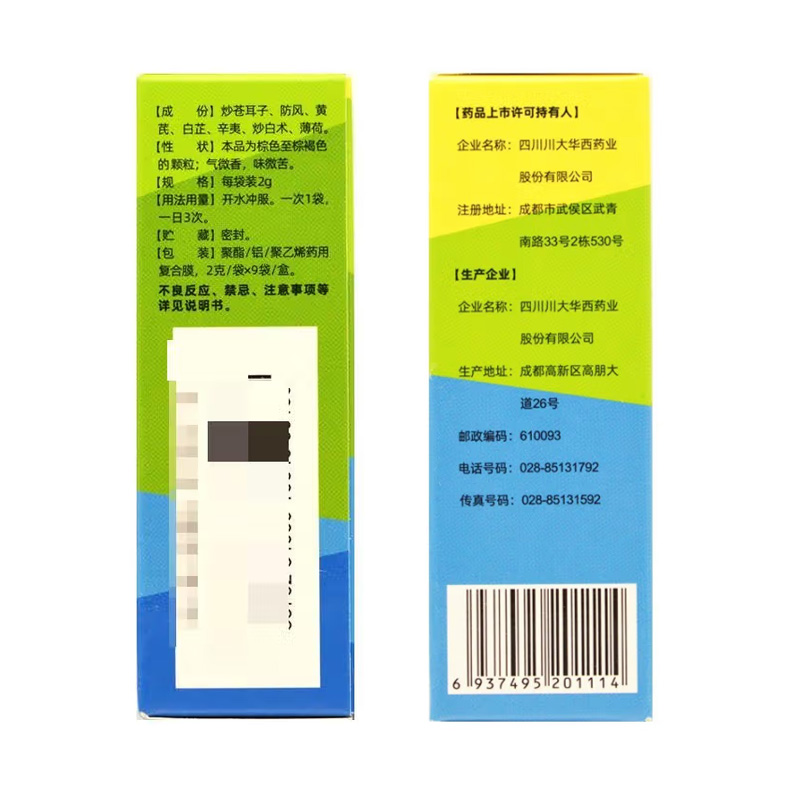 【成 份】炒苍耳子、防风、黄
芪、白芷、辛夷、炒白术、薄荷。
【性 状】本品为棕色至棕褐色
的颗粒；气微香，味微苦。
【规 格】每袋装2g
【用法用量】开水冲服。一次1袋，
一日3次。
【贮 藏】密封。
【包 装】聚酯/铝/聚乙烯药用
复合膜，2克/袋×9袋/盒。
不良反应、禁忌、注意事项等
详见说明书。
【药品上市许可持有人】
企业名称：四川川大华西药业
股份有限公司
注册地址：成都市武侯区武青
南路33号2栋530号
【生产企业】
企业名称：四川川大华西药业
股份有限公司
生产地址：成都高新区高朋大
道26号
邮政编码：610093
电话号码：028-85131792
传真号码：028-85131592
6 937495 201114